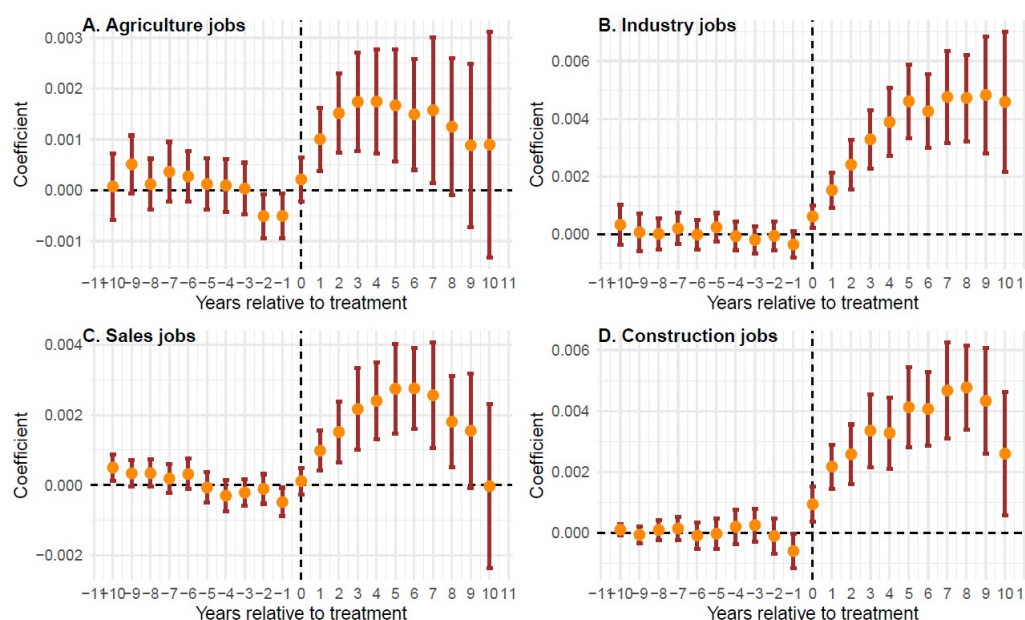 A. Agriculture jobs
0.003
0.002
0.001
0.000
−0.001
Coefficient
−11−10−9 −8 −7 −6 −5 −4 −3 −2 −1 0 1 2 3 4 5 6 7 8 9 10 11
Years relative to treatment
B. Industry jobs
0.006
0.004
0.002
0.000
Coefficient
−11−10−9 −8 −7 −6 −5 −4 −3 −2 −1 0 1 2 3 4 5 6 7 8 9 10 11
Years relative to treatment
C. Sales jobs
0.004
0.002
0.000
−0.002
Coefficient
−11−10−9 −8 −7 −6 −5 −4 −3 −2 −1 0 1 2 3 4 5 6 7 8 9 10 11
Years relative to treatment
D. Construction jobs
0.006
0.004
0.002
0.000
Coefficient
−11−10−9 −8 −7 −6 −5 −4 −3 −2 −1 0 1 2 3 4 5 6 7 8 9 10 11
Years relative to treatment